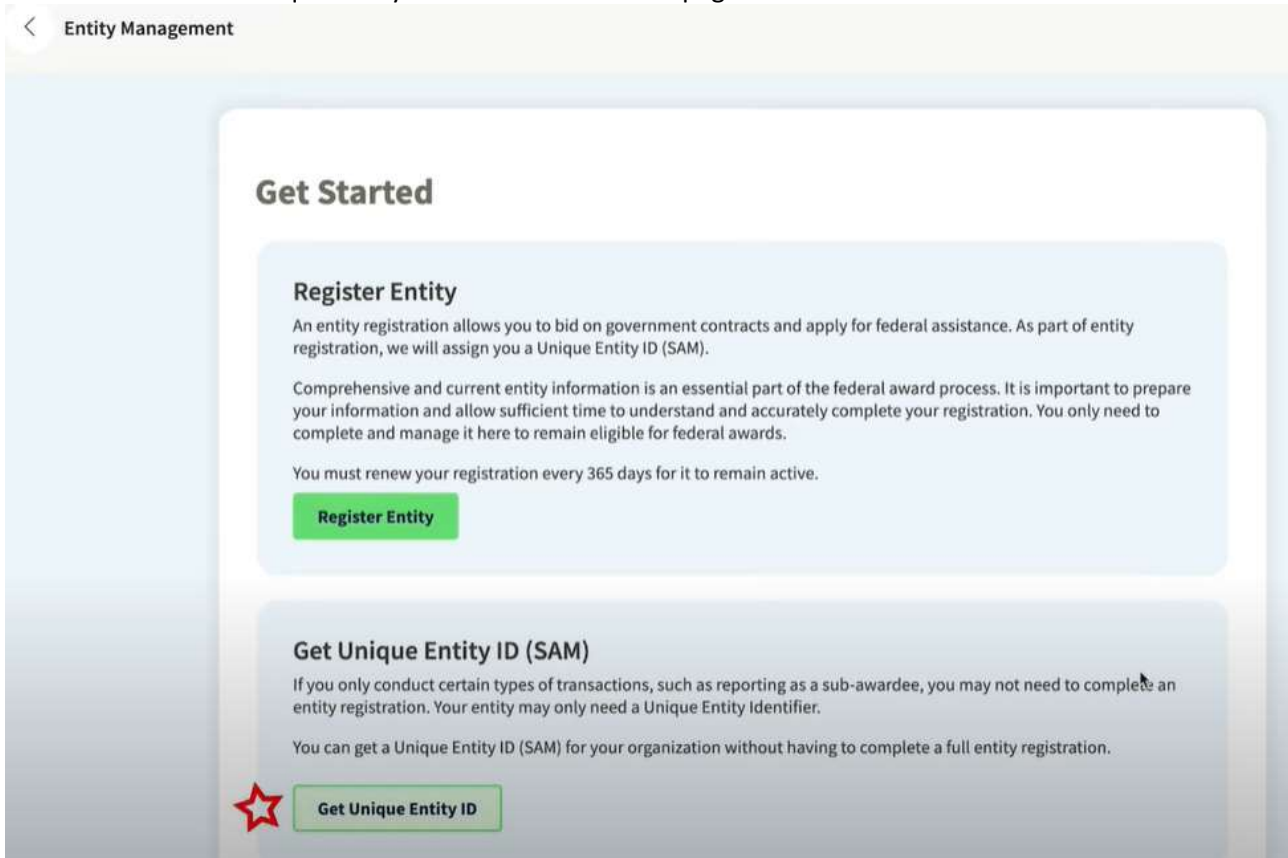 Entity Management
Get Started
Register Entity
An entity registration allows you to bid on government contracts and apply for federal assistance. As part of entity
registration, we will assign you a Unique Entity ID (SAM).
Comprehensive and current entity information is an essential part of the federal award process. It is important to prepare
your information and allow sufficient time to understand and accurately complete your registration. You only need to
complete and manage it here to remain eligible for federal awards.
You must renew your registration every 365 days for it to remain active.
Register Entity
Get Unique Entity ID (SAM)
If you only conduct certain types of transactions, such as reporting as a sub-awardee, you may not need to complete an
entity registration. Your entity may only need a Unique Entity Identifier.
You can get a Unique Entity ID (SAM) for your organization without having to complete a full entity registration.
Get Unique Entity ID